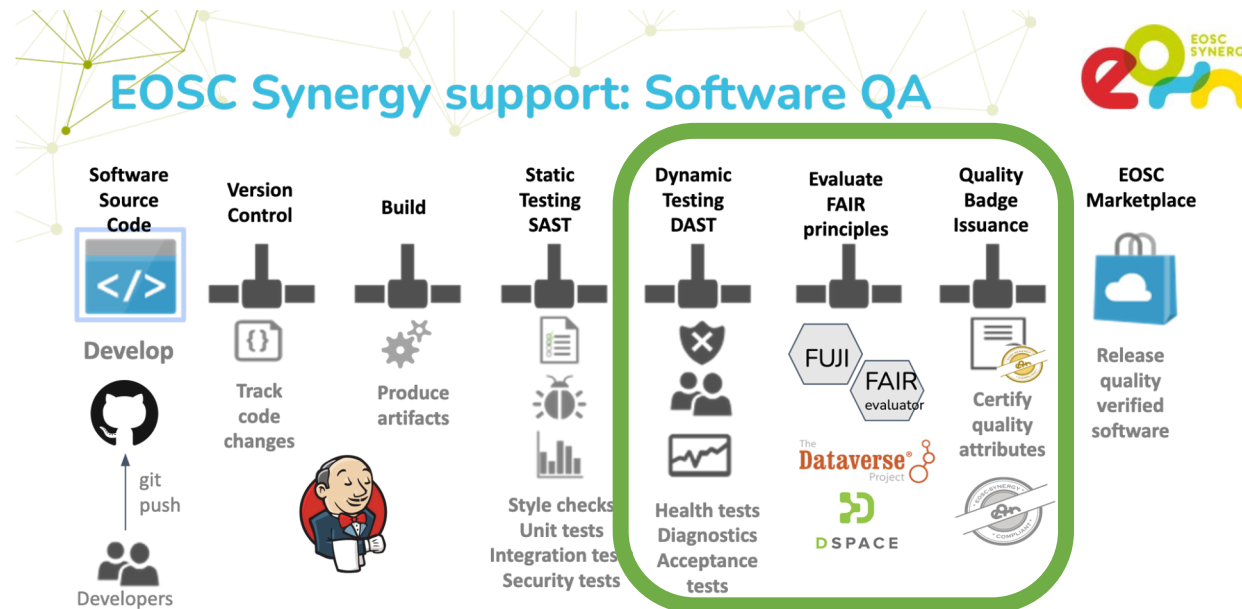 EOSC Synergy support: Software QA
EOSC
SYNERG
Software
Source
Code
</>
Develop
git
push
Developers
Version
Control
{}
Track
code
changes
Build
Produce
artifacts
Static
Testing
SAST
Style checks
Unit tests
Integration tes
Security tests
Dynamic
Testing
DAST
Health tests
Diagnostics
Acceptance
tests
Evaluate
FAIR
principles
FUJI
FAIR
evaluator
The
Dataverse®
Project
DSPACE
Quality
Badge
Issuance
Certify
quality
attributes
EOSC-SYNERGY
COMPLIANT
EOSC
Marketplace
Release
quality
verified
software